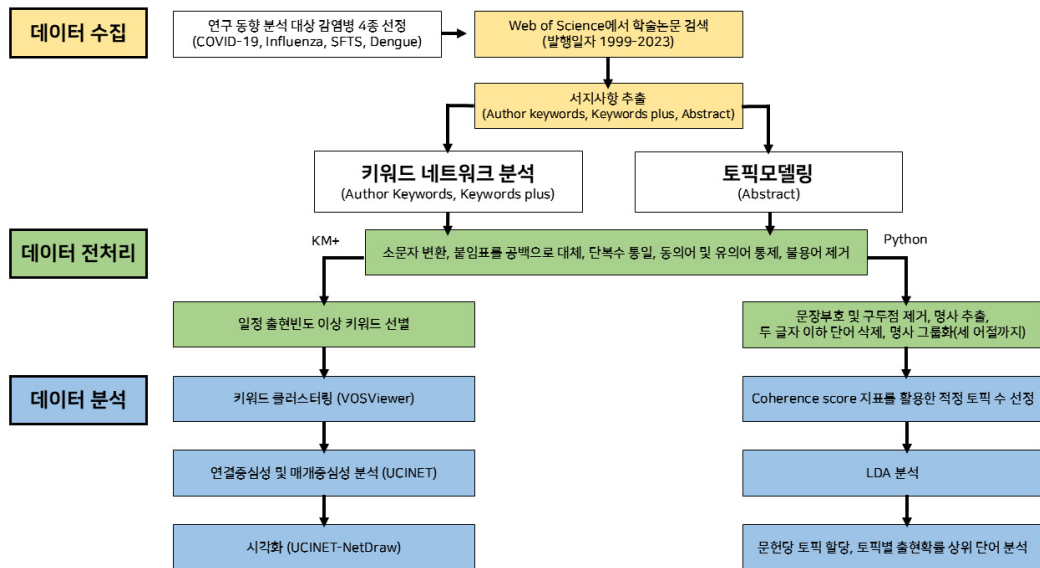 데이터 수집
연구 동향 분석 대상 감염병 4종 선정
(COVID-19, Influenza, SFTS, Dengue)
Web of Science에서 학술논문 검색
(발행일자 1999-2023)
서지사항 추출
(Author keywords, Keywords plus, Abstract)
키워드 네트워크 분석
(Author Keywords, Keywords plus)
토픽모델링
(Abstract)
데이터 전처리
KM+
소문자 변환, 붙임표를 공백으로 대체, 단복수 통일, 동의어 및 유의어 통제, 불용어 제거
Python
일정 출현빈도 이상 키워드 선별
문장부호 및 구두점 제거, 명사 추출,
두 글자 이하 단어 삭제, 명사 그룹화(세 어절까지)
데이터 분석
키워드 클러스터링 (VOSViewer)
Coherence score 지표를 활용한 적정 토픽 수 선정
연결중심성 및 매개중심성 분석 (UCINET)
LDA 분석
시각화 (UCINET-NetDraw)
문헌당 토픽 할당, 토픽별 출현확률 상위 단어 분석